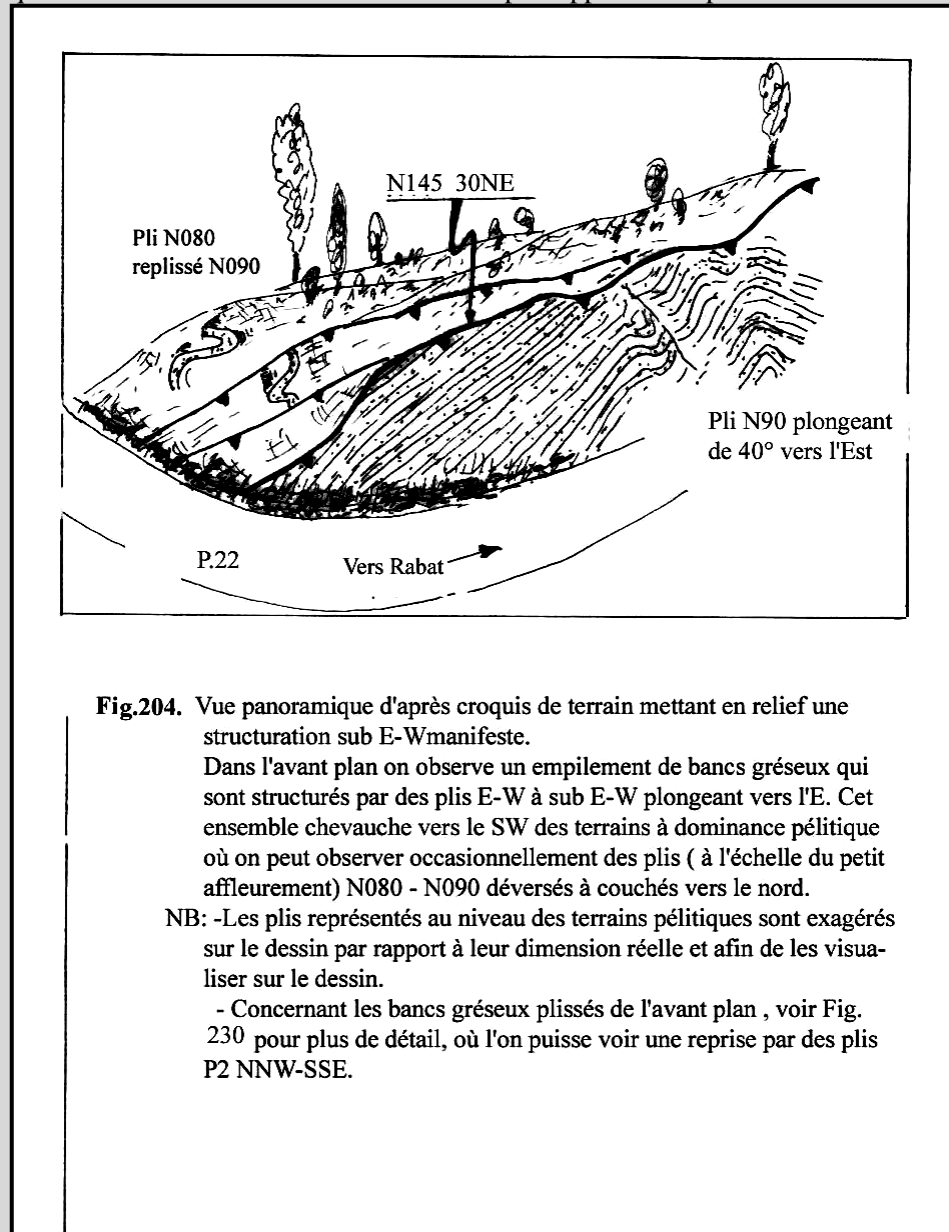 N145 30NE
Pli N080
replissé N090
Pli N90 plongeant
de 40° vers l'Est
P.22
Vers Rabat
Fig.204. Vue panoramique d'après croquis de terrain mettant en relief une
structuration sub E-Wmanifeste.
Dans l'avant plan on observe un empilement de bancs gréseux qui
sont structurés par des plis E-W à sub E-W plongeant vers l'E. Cet
ensemble chevauche vers le SW des terrains à dominance pélitique
où on peut observer occasionnellement des plis ( à l'échelle du petit
affleurement) N080 - N090 déversés à couchés vers le nord.
NB: -Les plis représentés au niveau des terrains pélitiques sont exagérés
sur le dessin par rapport à leur dimension réelle et afin de les visua-
liser sur le dessin.
- Concernant les bancs gréseux plissés de l'avant plan , voir Fig.
230 pour plus de détail, où l'on puisse voir une reprise par des plis
P2 NNW-SSE.